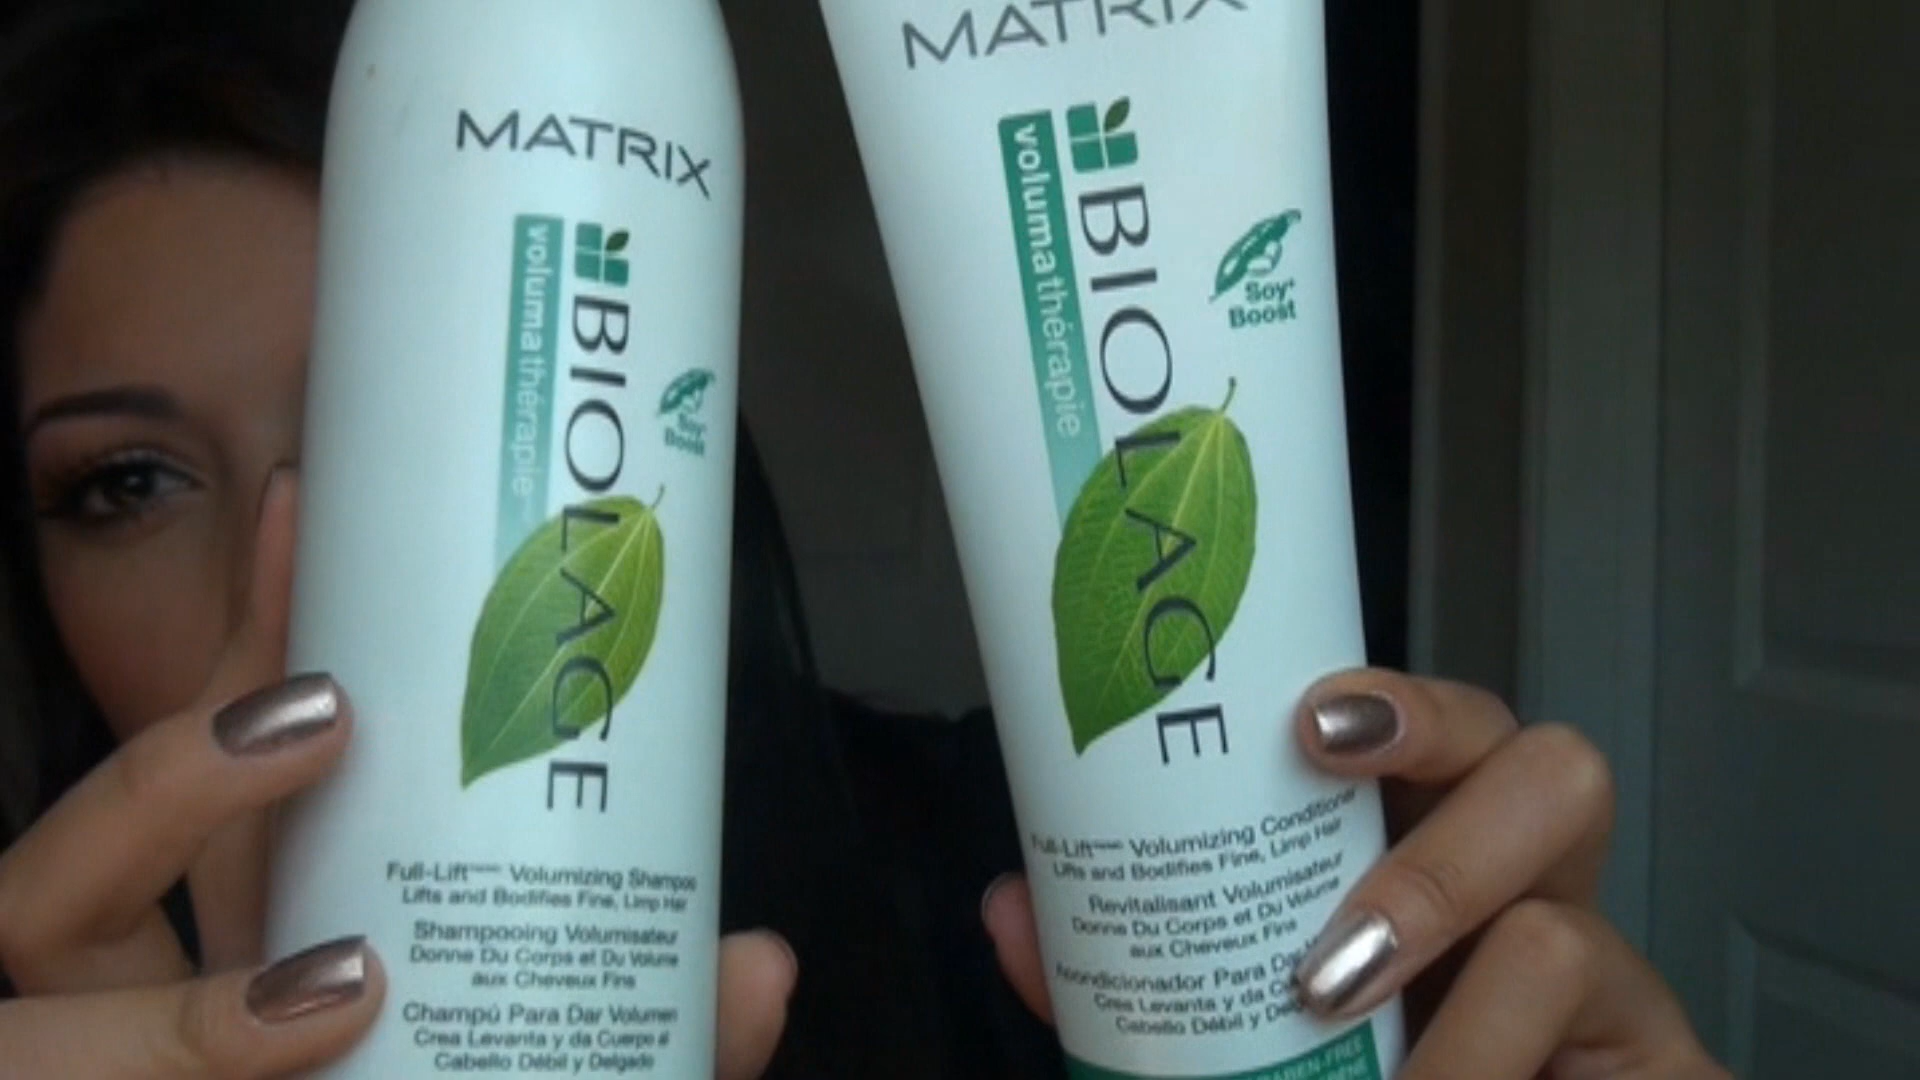 MATRIX
volumathérapie
BIOLAGE
Soy+
Boost
Full-Lift Volumizing Shampoo
Lifts and Bodifies Fine, Limp Hair
Shampooing Volumisateur
Donne Du Corps et Du Volume
aux Cheveux Fins
Champú Para Dar Volumen
Crea Levanta y da Cuerpo al
Cabello Débil y Delgado
MATRIX
volumathérapie
BIOLAGE
Soy+
Boost
Full-Lift Volumizing Conditioner
Lifts and Bodifies Fine, Limp Hair
Revitalisant Volumisateur
Donne Du Corps et Du Volume
aux Cheveux Fins
Acondicionador Para Dar
Crea Levanta y da
Cabello Débil y
PARABEN-FREE